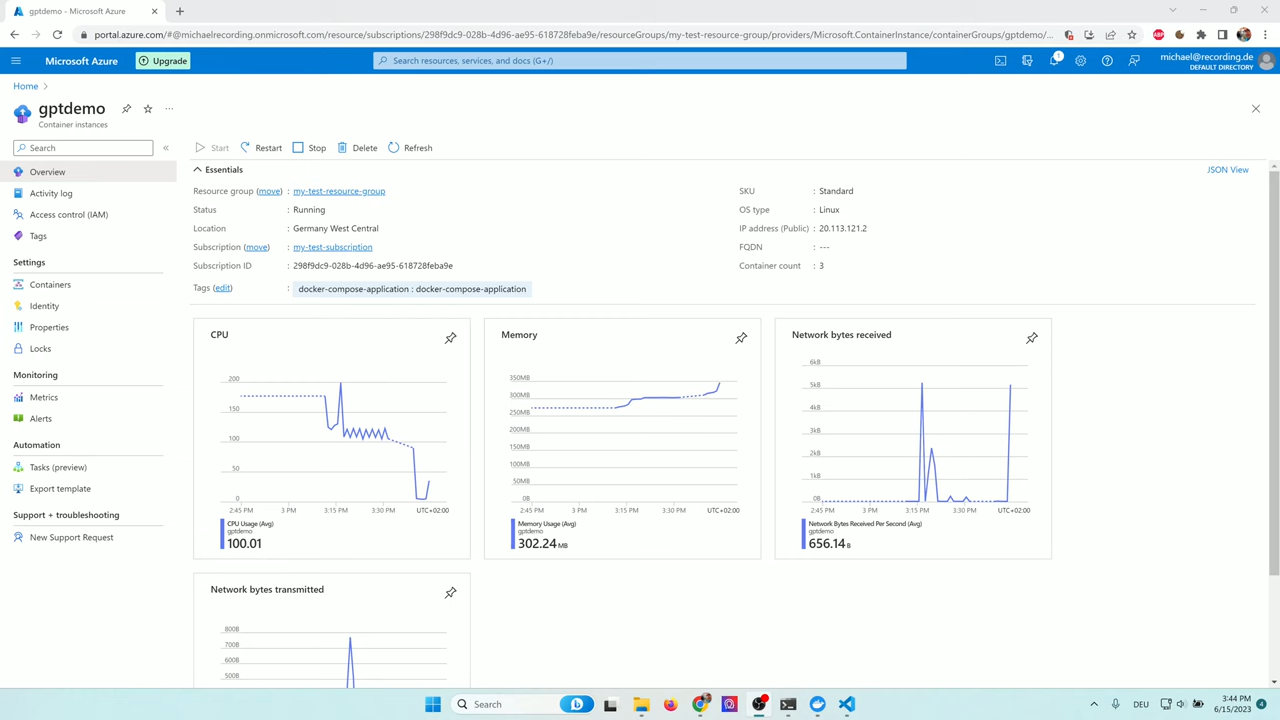 gptdemo - Microsoft Azure
portal.azure.com/#@michaelrecording.onmicrosoft.com/resource/subscriptions/298f9dc9-028b-4d96-ae95-618728feba9e/resourceGroups/my-test-resource-group/providers/Microsoft.ContainerInstance/containerGroups/gptdemo/...
Microsoft Azure
Upgrade
Search resources, services, and docs (G+/)
1
michael@recording.de
DEFAULT DIRECTORY
Home
gptdemo
Container instances
Search
Start
Restart
Stop
Delete
Refresh
Overview
Activity log
Access control (IAM)
Tags
Settings
Containers
Identity
Properties
Locks
Monitoring
Metrics
Alerts
Automation
Tasks (preview)
Export template
Support + troubleshooting
New Support Request
Essentials
JSON View
Resource group (move) : my-test-resource-group
Status : Running
Location : Germany West Central
Subscription (move) : my-test-subscription
Subscription ID : 298f9dc9-028b-4d96-ae95-618728feba9e
Tags (edit) : docker-compose-application : docker-compose-application
SKU : Standard
OS type : Linux
IP address (Public) : 20.113.121.2
FQDN : ---
Container count : 3
CPU
200
150
100
50
0
2:45 PM 3 PM 3:15 PM 3:30 PM UTC+02:00
CPU Usage (Avg)
gptdemo
100.01
Memory
350MB
300MB
250MB
200MB
150MB
100MB
50MB
0B
2:45 PM 3 PM 3:15 PM 3:30 PM UTC+02:00
Memory Usage (Avg)
gptdemo
302.24 MB
Network bytes received
6kB
5kB
4kB
3kB
2kB
1kB
0B
2:45 PM 3 PM 3:15 PM 3:30 PM UTC+02:00
Network Bytes Received Per Second (Avg)
gptdemo
656.14 B
Network bytes transmitted
800B
700B
600B
500B
Search
DEU
3:44 PM
6/15/2023
4